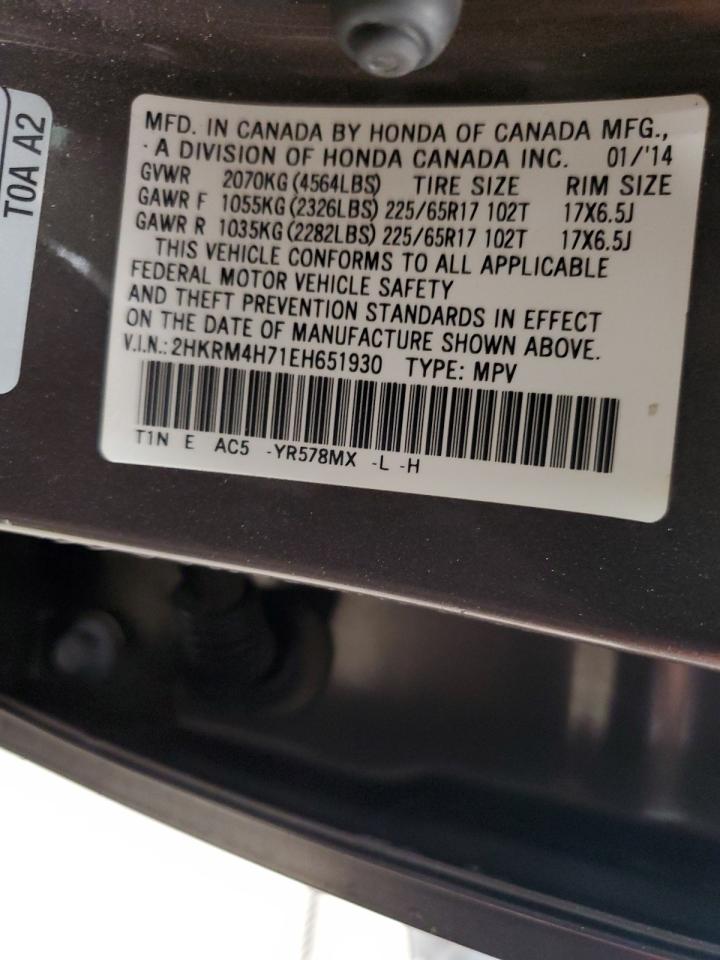 MFD. IN CANADA BY HONDA OF CANADA MFG.,
A DIVISION OF HONDA CANADA INC. 01/'14
GVWR 2070KG (4564LBS) TIRE SIZE RIM SIZE
GAWR F 1055KG (2326LBS) 225/65R17 102T 17X6.5J
GAWR R 1035KG (2282LBS) 225/65R17 102T 17X6.5J
THIS VEHICLE CONFORMS TO ALL APPLICABLE
FEDERAL MOTOR VEHICLE SAFETY
AND THEFT PREVENTION STANDARDS IN EFFECT
ON THE DATE OF MANUFACTURE SHOWN ABOVE.
V.I.N.: 2HKRM4H71EH651930 TYPE: MPV
T1N E AC5 -YR578MX -L -H
T0A A2